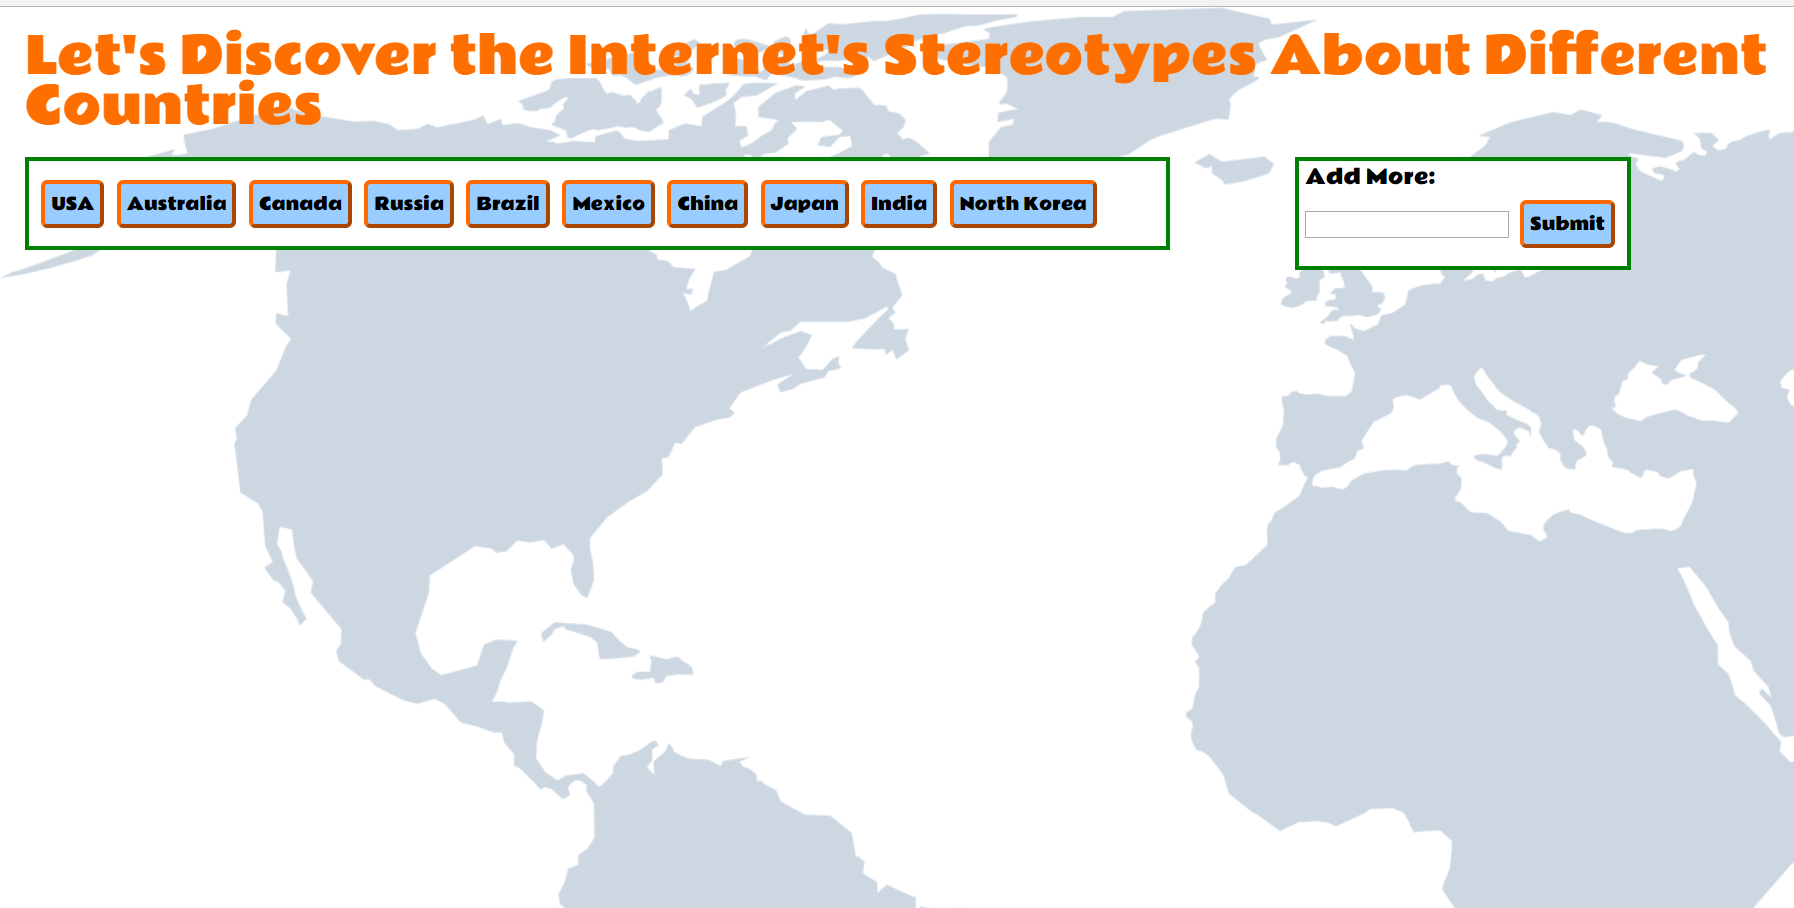 Let's Discover the Internet's Stereotypes About Different
Countries
USA Australia Canada Russia Brazil Mexico China Japan India North Korea
Add More:
Submit